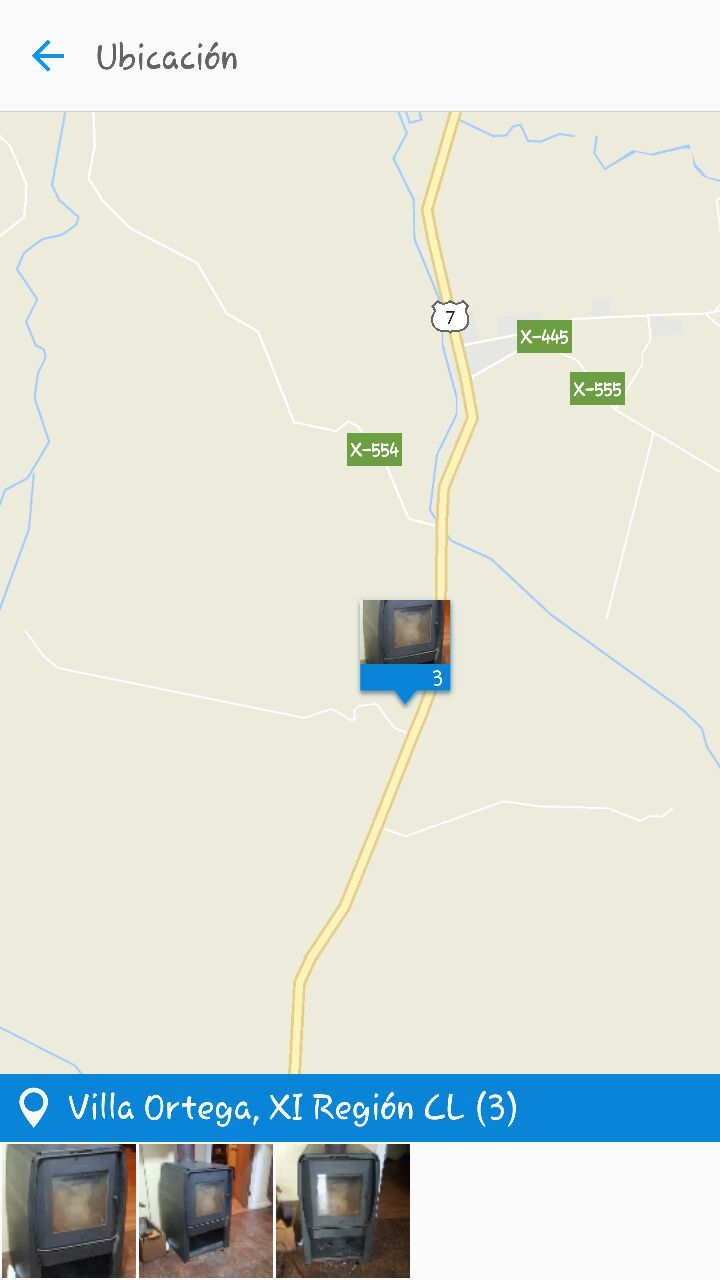 Ubicación
7
X-445
X-555
X-554
3
Villa Ortega, XI Región CL (3)